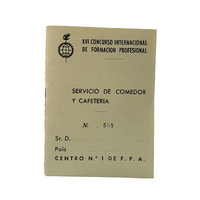 XVI CONCURSO INTERNACIONAL
DE FORMACION PROFESIONAL
SERVICIO DE COMEDOR
Y CAFETERIA
Nº
Sr. D.
País
CENTRO N.º 1 DE F. P. A.